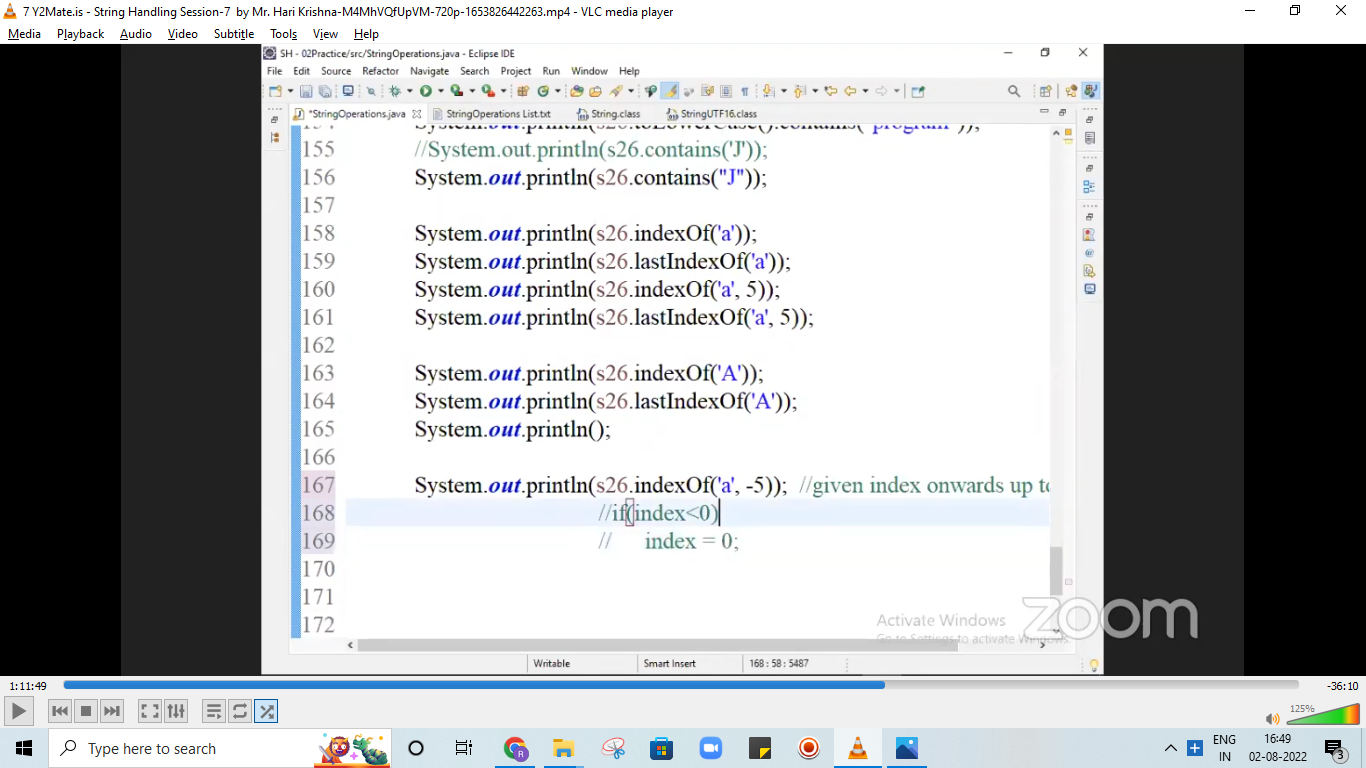 7 Y2Mate.is - String Handling Session-7 by Mr. Hari Krishna-M4MhVQfUpVM-720p-1653826442263.mp4 - VLC media player
Media Playback Audio Video Subtitle Tools View Help
SH - 02Practice/src/StringOperations.java - Eclipse IDE
File Edit Source Refactor Navigate Search Project Run Window Help
*StringOperations.java StringOperations List.txt String.class StringUTF16.class
154 System.out.println(s26.toLowerCase().contains("program"));
155 //System.out.println(s26.contains('J'));
156 System.out.println(s26.contains("J"));
157
158 System.out.println(s26.indexOf('a'));
159 System.out.println(s26.lastIndexOf('a'));
160 System.out.println(s26.indexOf('a', 5));
161 System.out.println(s26.lastIndexOf('a', 5));
162
163 System.out.println(s26.indexOf('A'));
164 System.out.println(s26.lastIndexOf('A'));
165 System.out.println();
166
167 System.out.println(s26.indexOf('a', -5)); //given index onwards up to
168 //if(index<0)
169 // index = 0;
170
171
172
Activate Windows
Go to Settings to activate Windows.
zoom
Writable Smart Insert 168 : 58 : 5487
1:11:49 -36:10
125%
Type here to search
ENG
IN
16:49
02-08-2022
3